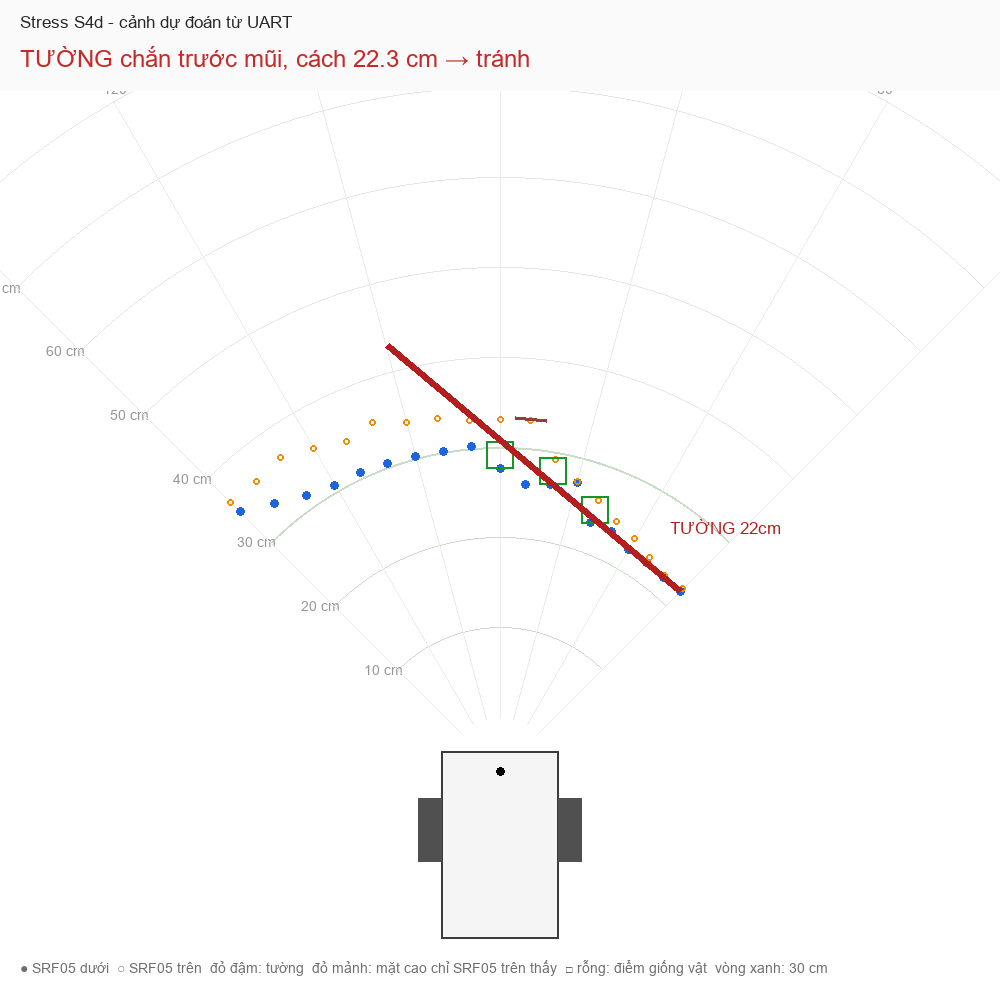 Stress S4d - cảnh dự đoán từ UART
TƯỜNG chắn trước mũi, cách 22.3 cm → tránh
cm
60 cm
50 cm
40 cm
30 cm
TƯỜNG 22cm
20 cm
10 cm
● SRF05 dưới ○ SRF05 trên đỏ đậm: tường đỏ mảnh: mặt cao chỉ SRF05 trên thấy □ rỗng: điểm giống vật vòng xanh: 30 cm